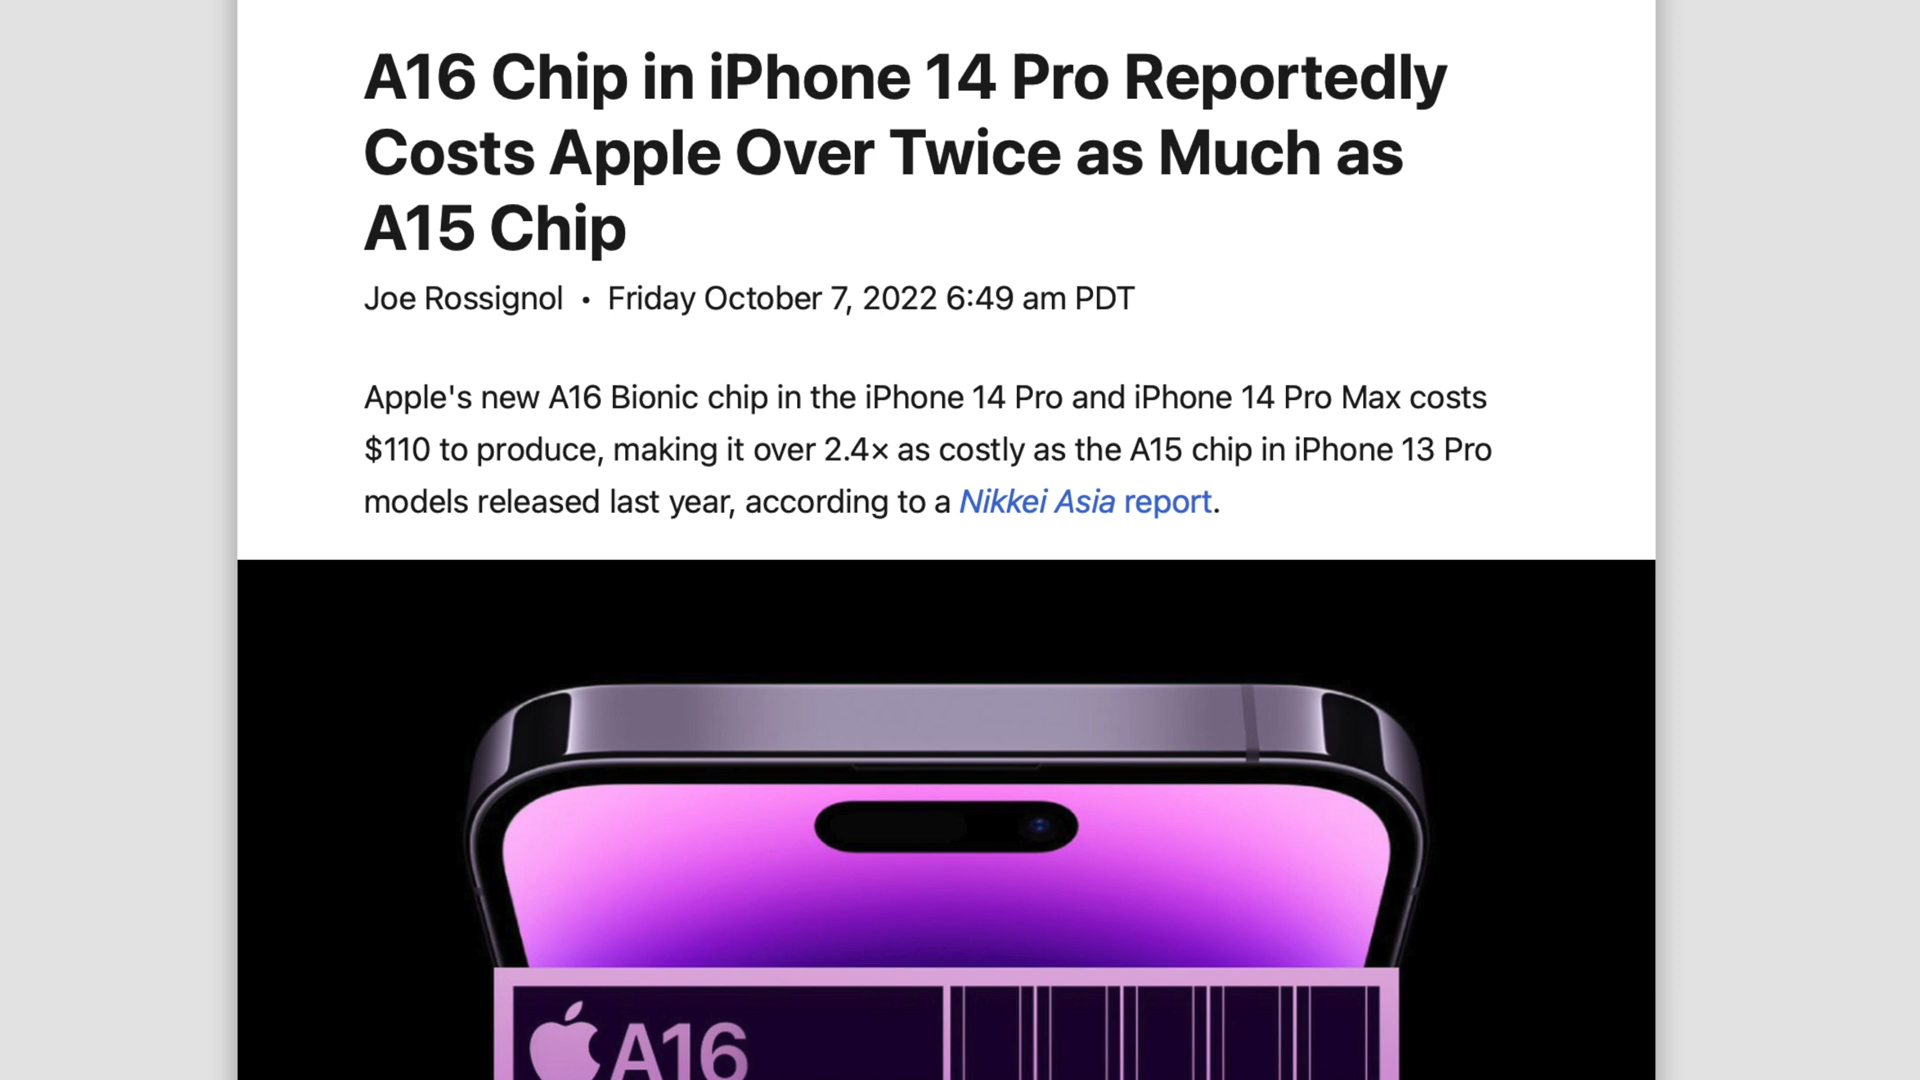 A16 Chip in iPhone 14 Pro Reportedly
Costs Apple Over Twice as Much as
A15 Chip
Joe Rossignol • Friday October 7, 2022 6:49 am PDT
Apple's new A16 Bionic chip in the iPhone 14 Pro and iPhone 14 Pro Max costs
$110 to produce, making it over 2.4× as costly as the A15 chip in iPhone 13 Pro
models released last year, according to a Nikkei Asia report.
A16